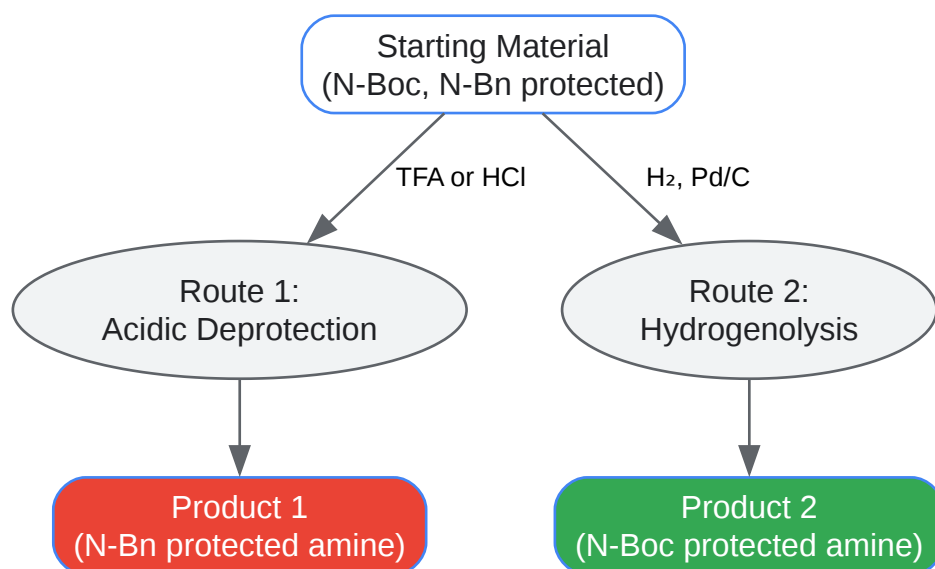 Starting Material
(N-Boc, N-Bn protected)
TFA or HCl
H₂, Pd/C
Route 1:
Acidic Deprotection
Route 2:
Hydrogenolysis
Product 1
(N-Bn protected amine)
Product 2
(N-Boc protected amine)